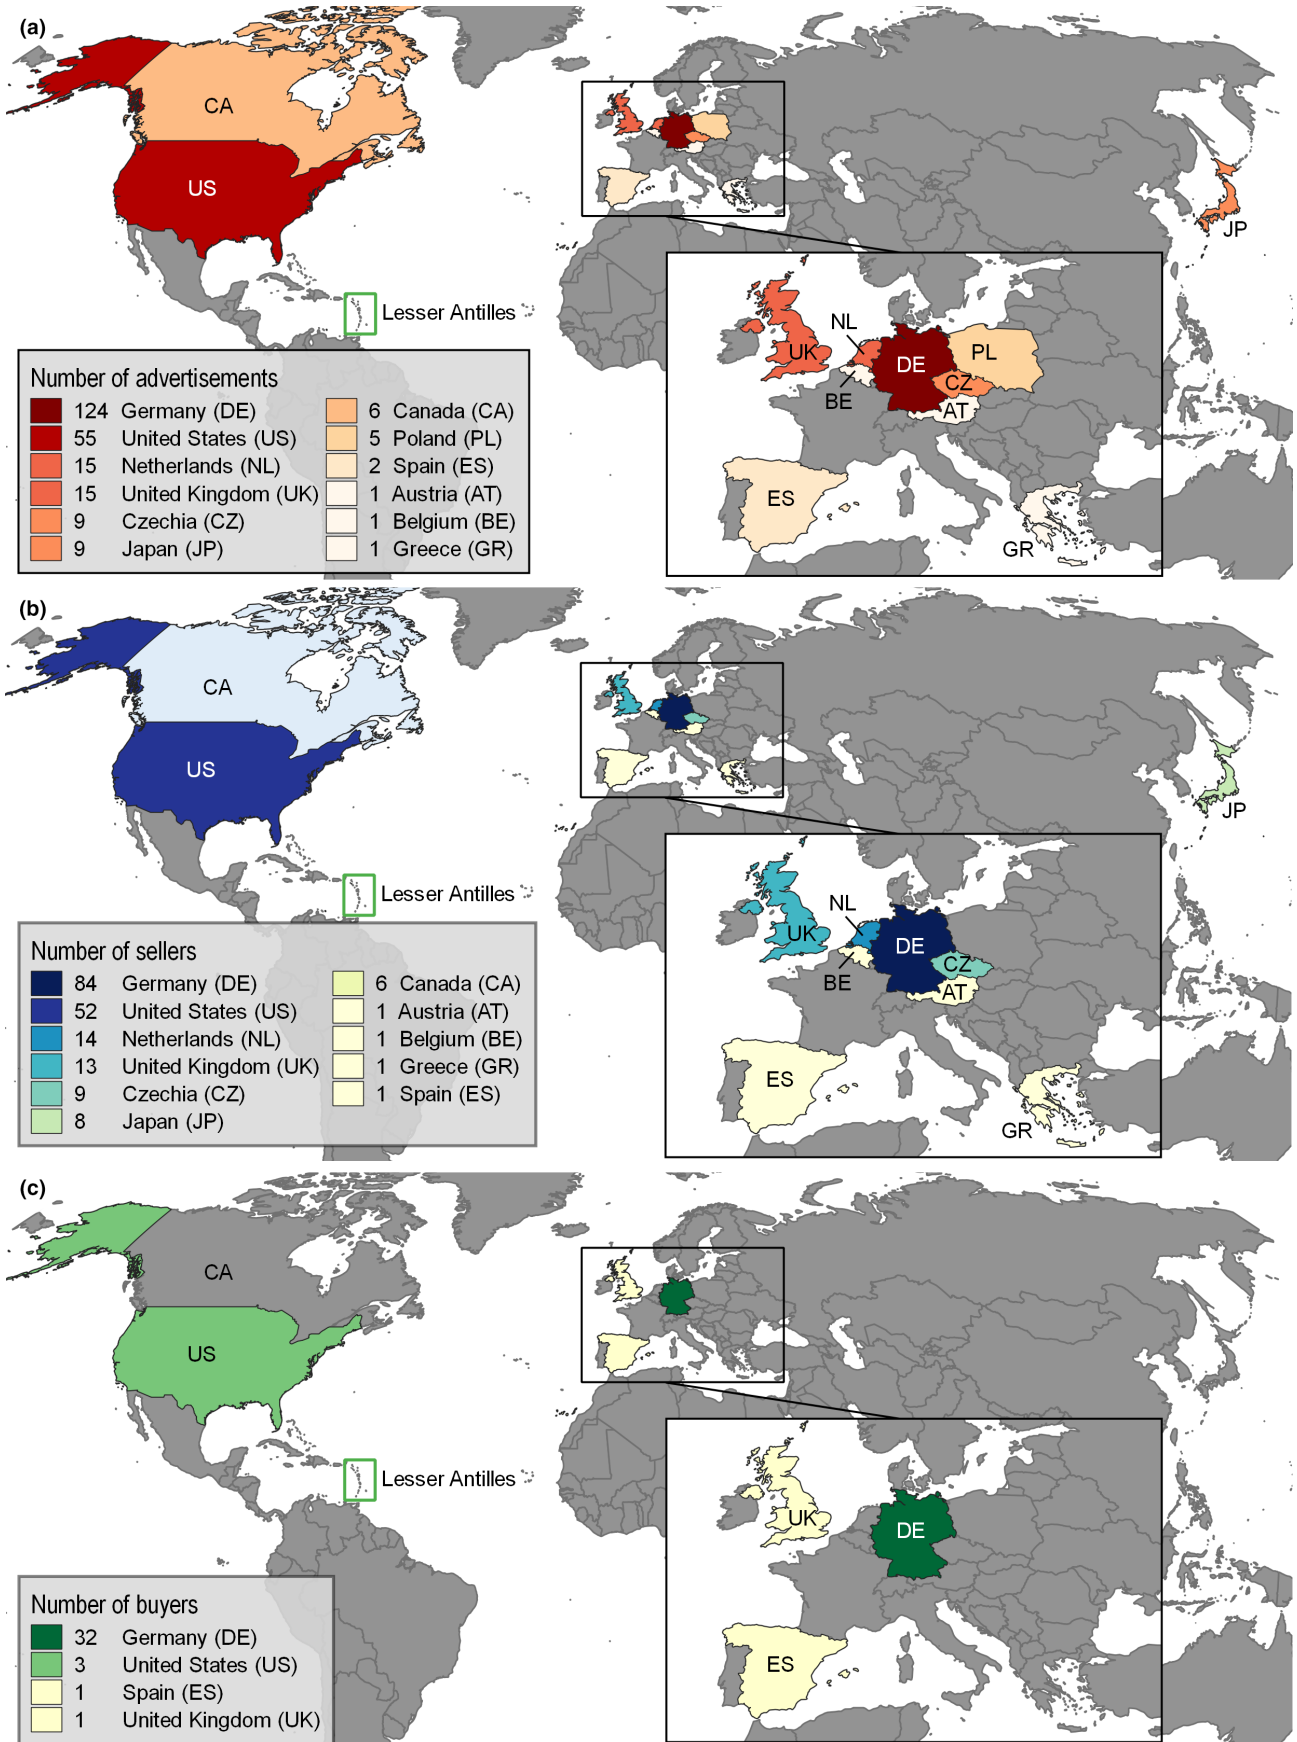 (a)
CA
US
JP
Lesser Antilles
NL
UK
DE
PL
CZ
BE
AT
ES
GR
Number of advertisements
124 Germany (DE)
55 United States (US)
15 Netherlands (NL)
15 United Kingdom (UK)
9 Czechia (CZ)
9 Japan (JP)
6 Canada (CA)
5 Poland (PL)
2 Spain (ES)
1 Austria (AT)
1 Belgium (BE)
1 Greece (GR)
(b)
CA
US
JP
Lesser Antilles
NL
UK
DE
CZ
BE
AT
ES
GR
Number of sellers
84 Germany (DE)
52 United States (US)
14 Netherlands (NL)
13 United Kingdom (UK)
9 Czechia (CZ)
8 Japan (JP)
6 Canada (CA)
1 Austria (AT)
1 Belgium (BE)
1 Greece (GR)
1 Spain (ES)
(c)
CA
US
Lesser Antilles
UK
DE
ES
Number of buyers
32 Germany (DE)
3 United States (US)
1 Spain (ES)
1 United Kingdom (UK)